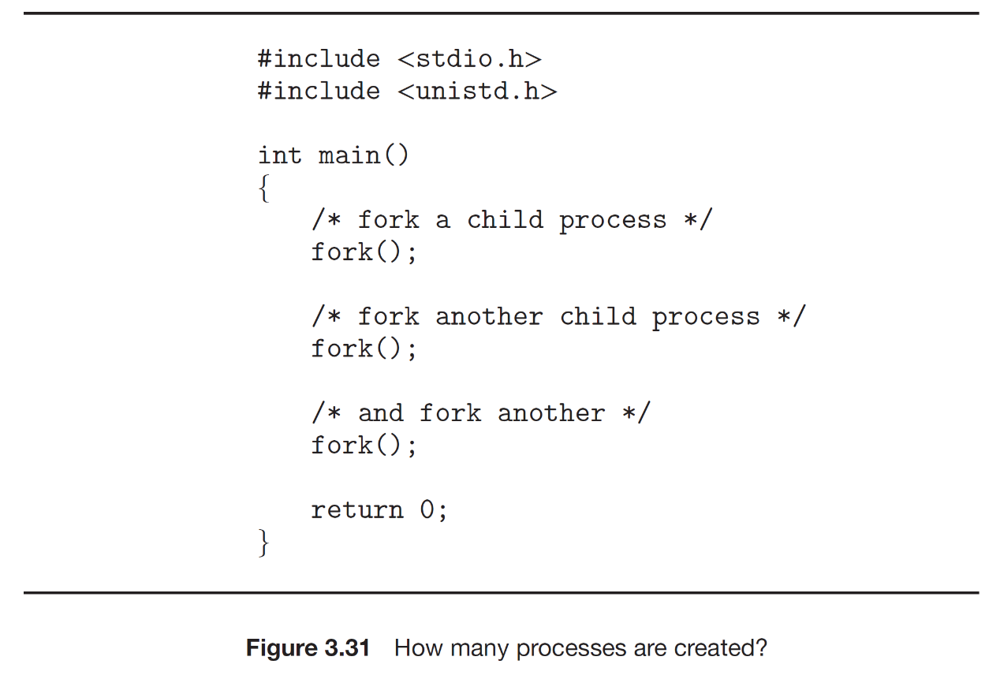 #include <stdio.h>
#include <unistd.h>
int main()
{
/* fork a child process */
fork();
/* fork another child process */
fork();
/* and fork another */
fork();
return 0;
}
Figure 3.31 How many processes are created?